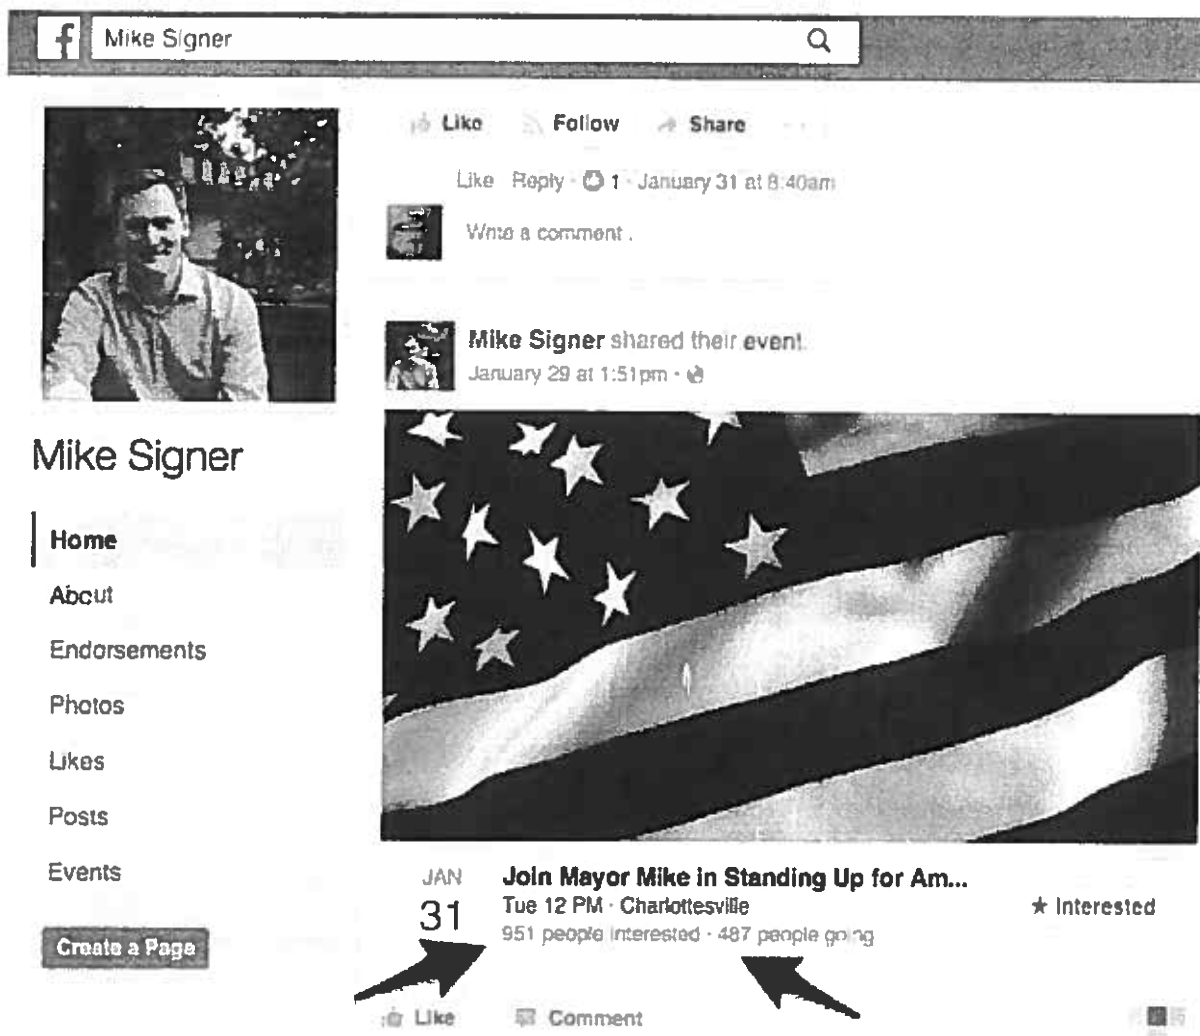 f Mike Signer
Like Follow Share
Like Reply · 1 · January 31 at 8:40am
Write a comment .
Mike Signer shared their event.
January 29 at 1:51pm ·
Mike Signer
Home
About
Endorsements
Photos
Likes
Posts
Events
Create a Page
JAN
31
Join Mayor Mike in Standing Up for Am...
Tue 12 PM · Charlottesville
951 people interested · 487 people going
★ Interested
Like Comment